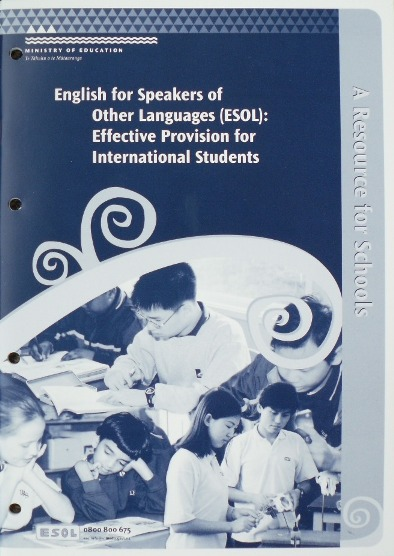 MINISTRY OF EDUCATION
Te Tāhuhu o te Mātauranga
English for Speakers of
Other Languages (ESOL):
Effective Provision for
International Students
A Resource for Schools
ESOL
0800 800 675